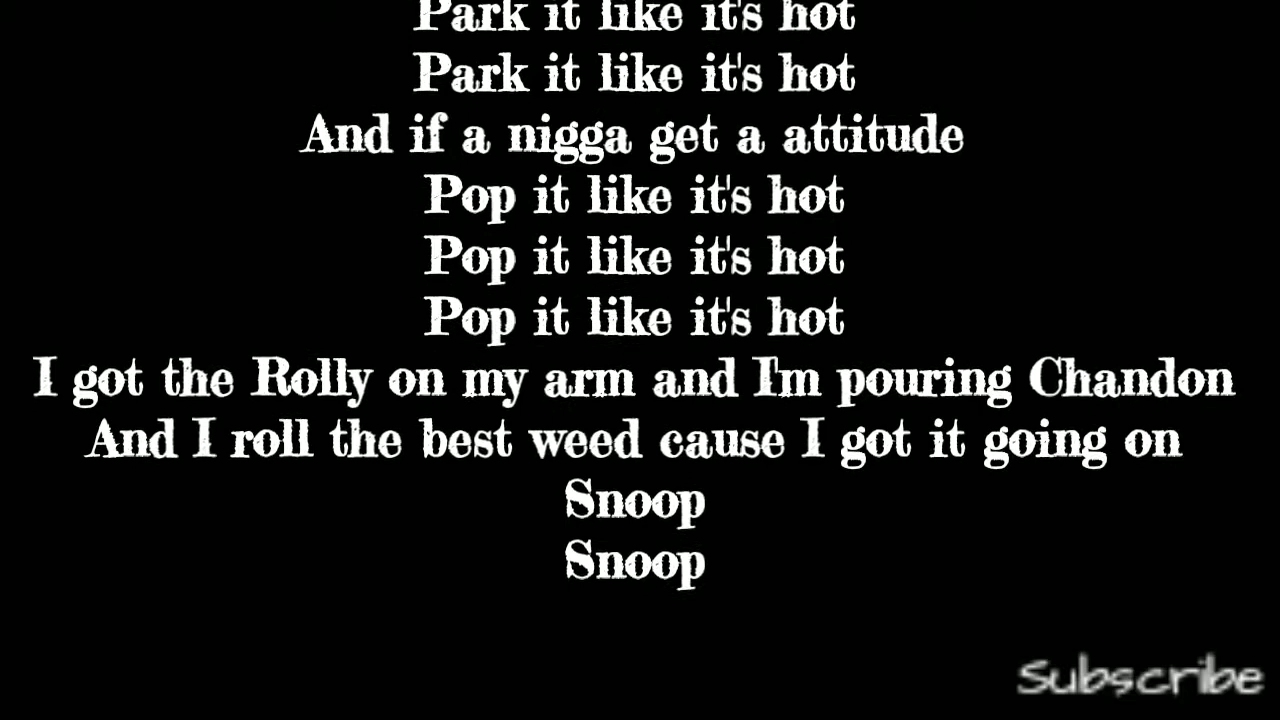 Park it like it's hot
Park it like it's hot
And if a nigga get a attitude
Pop it like it's hot
Pop it like it's hot
Pop it like it's hot
I got the Rolly on my arm and I'm pouring Chandon
And I roll the best weed cause I got it going on
Snoop
Snoop
Subscribe